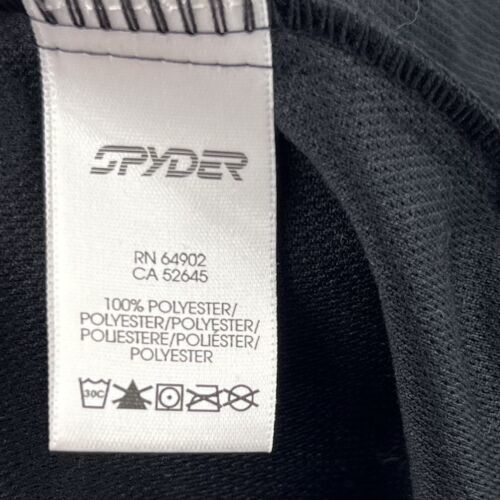 SPYDER
RN 64902
CA 52645
100% POLYESTER/
POLYESTER/POLYESTER/
POLIESTERE/POLIÉSTER/
POLYESTER
30C